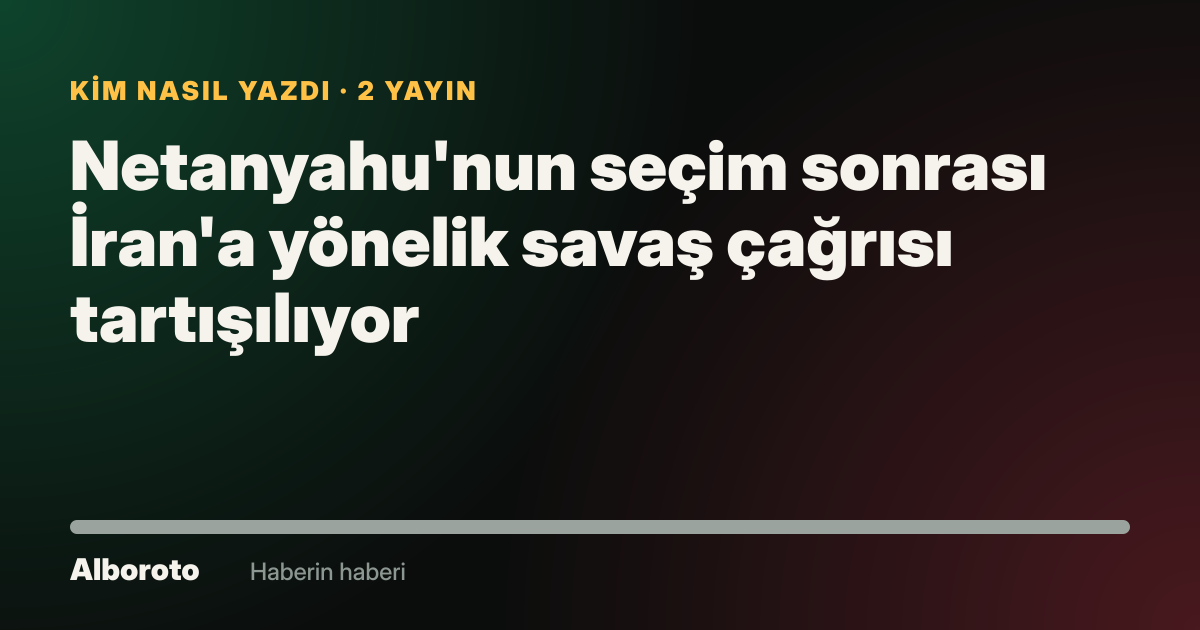 KİM NASIL YAZDI · 2 YAYIN
Netanyahu'nun seçim sonrası
İran'a yönelik savaş çağrısı
tartışılıyor
Alboroto
Haberin haberi